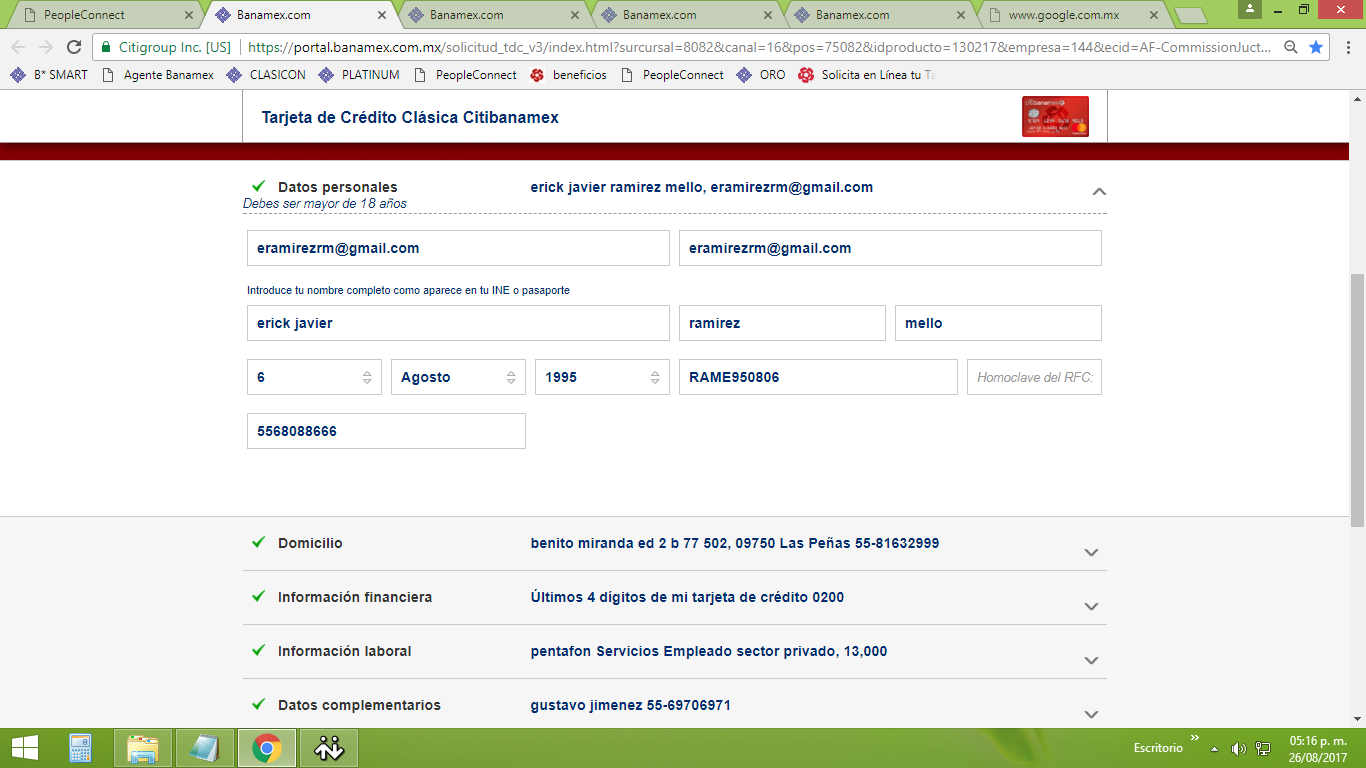 PeopleConnect
Banamex.com
Banamex.com
Banamex.com
Banamex.com
www.google.com.mx
Citigroup Inc. [US] https://portal.banamex.com.mx/solicitud_tdc_v3/index.html?surcursal=8082&canal=16&pos=75082&idproducto=130217&empresa=144&ecid=AF-CommissionJuct...
B* SMART Agente Banamex CLASICON PLATINUM PeopleConnect beneficios PeopleConnect ORO Solicita en Línea tu Ta
Tarjeta de Crédito Clásica Citibanamex
citibanamex
Datos personales erick javier ramirez mello, eramirezrm@gmail.com
Debes ser mayor de 18 años
eramirezrm@gmail.com eramirezrm@gmail.com
Introduce tu nombre completo como aparece en tu INE o pasaporte
erick javier ramirez mello
6 Agosto 1995 RAME950806 Homoclave del RFC:
5568088666
Domicilio benito miranda ed 2 b 77 502, 09750 Las Peñas 55-81632999
Información financiera Últimos 4 dígitos de mi tarjeta de crédito 0200
Información laboral pentafon Servicios Empleado sector privado, 13,000
Datos complementarios gustavo jimenez 55-69706971
Escritorio »
05:16 p. m.
26/08/2017